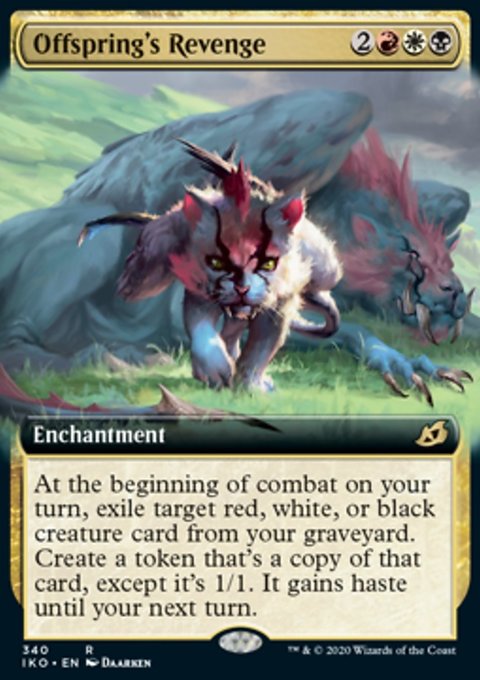 Offspring's Revenge 2
Enchantment
At the beginning of combat on your
turn, exile target red, white, or black
creature card from your graveyard.
Create a token that's a copy of that
card, except it's 1/1. It gains haste
until your next turn.
340 R
IKO • EN Daarken
™ & © 2020 Wizards of the Coast